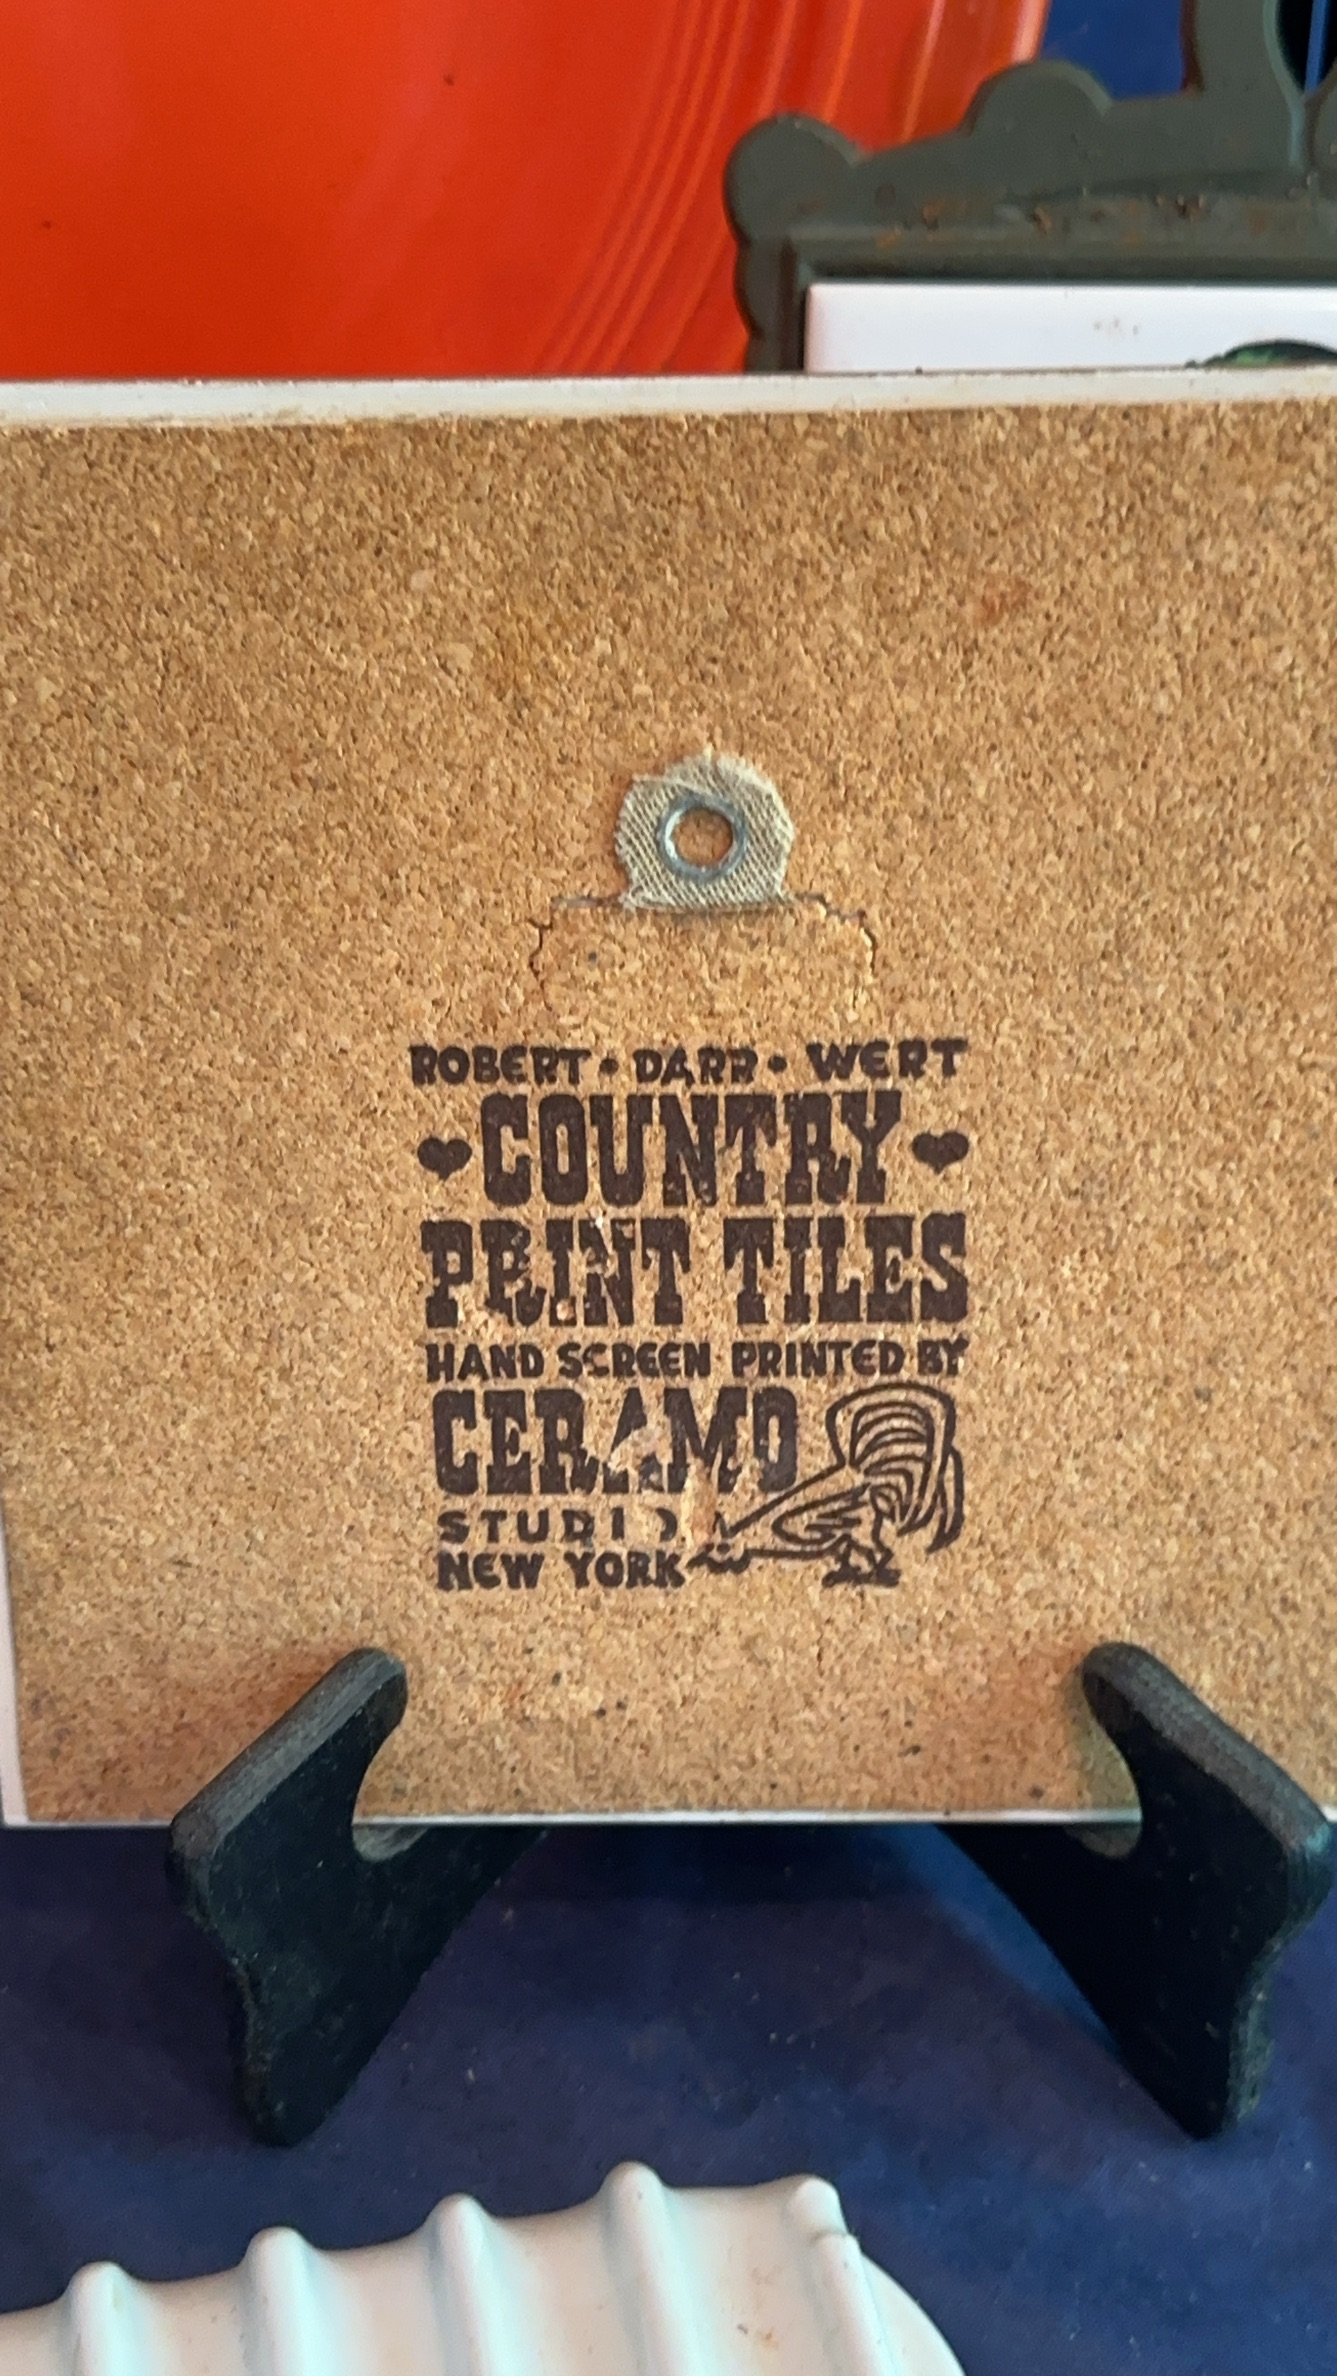 ROBERT • DARR • WERT
COUNTRY
PRINT TILES
HAND SCREEN PRINTED BY
CERAMO
STUDIO
NEW YORK